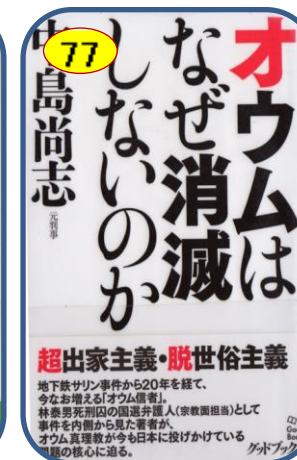 77
オウムは
なぜ消滅
しないのか
島尚志
元判事
超出家主義・脱世俗主義
地下鉄サリン事件から20年を経て、
今なお増える「オウム信者」。
林泰男死刑囚の国選弁護人（宗教面担当）として
事件を内側から見た著者が、
オウム真理教が今も日本に投げかけている
題の核心に迫る。
グッドブック